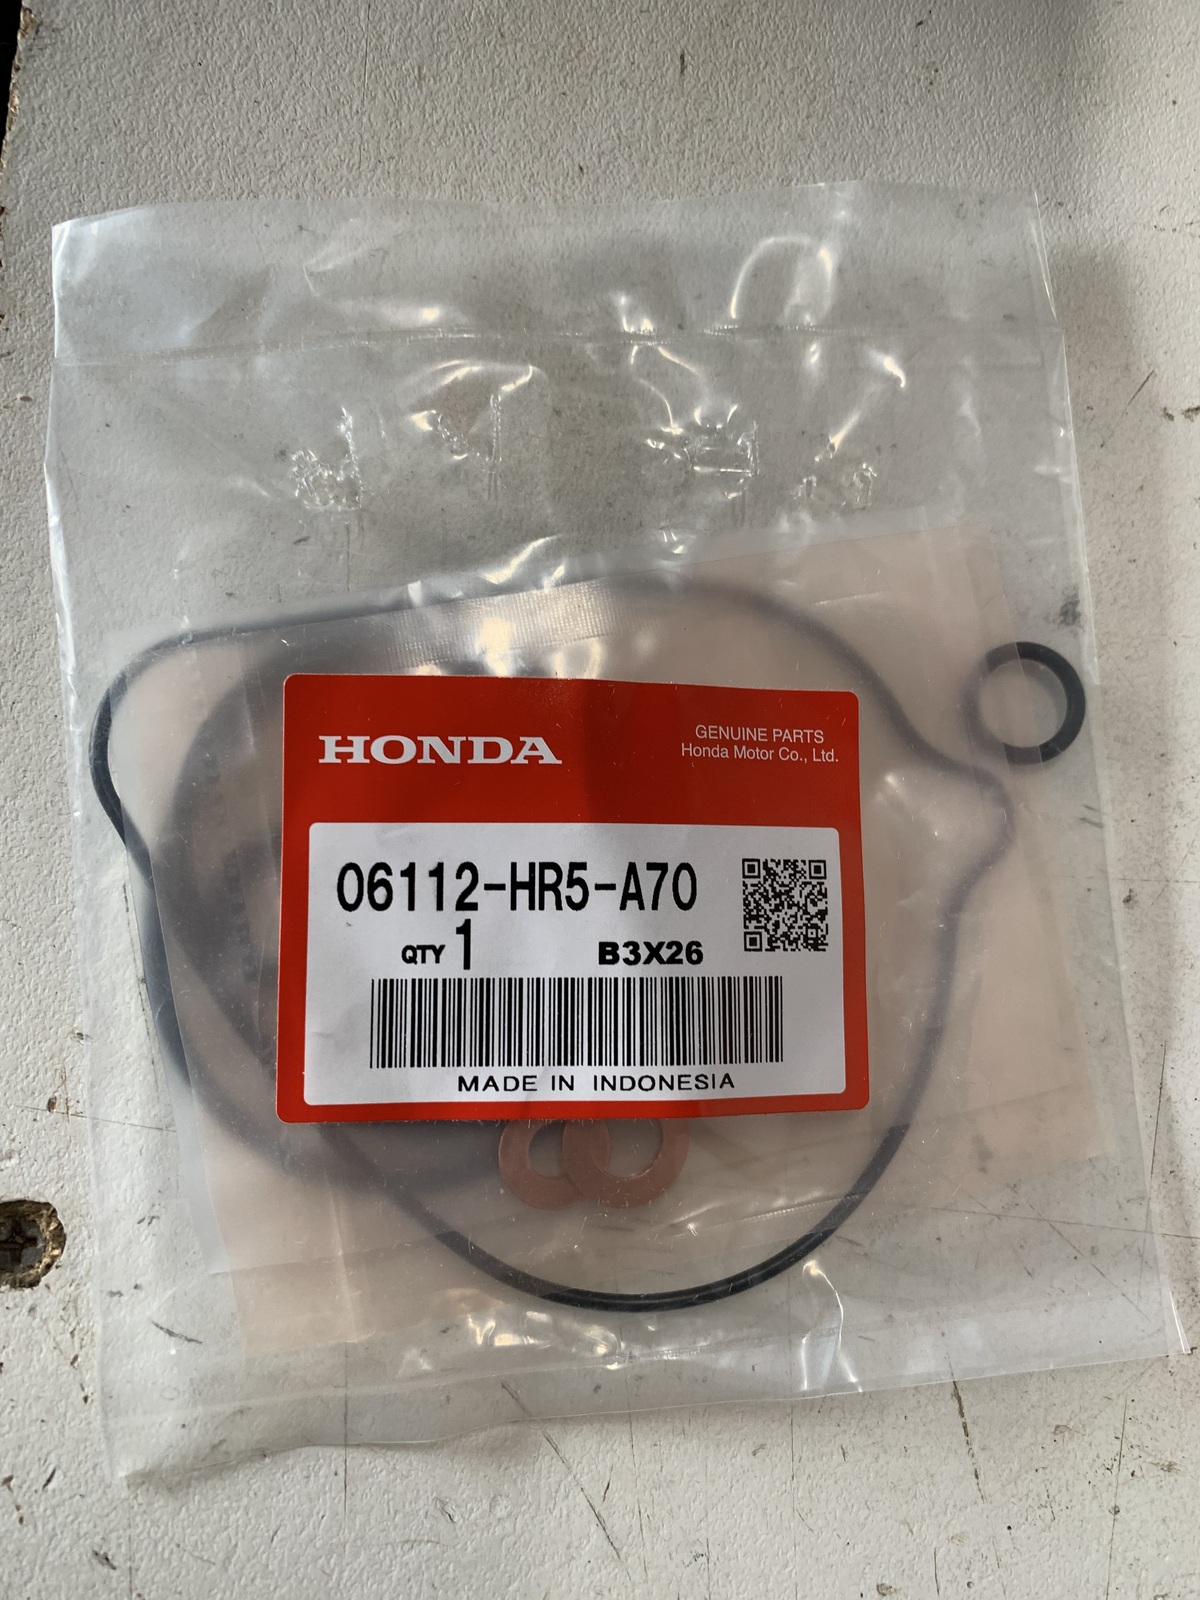 HONDA
GENUINE PARTS
Honda Motor Co., Ltd.
06112-HR5-A70
QTY 1 B3X26
MADE IN INDONESIA